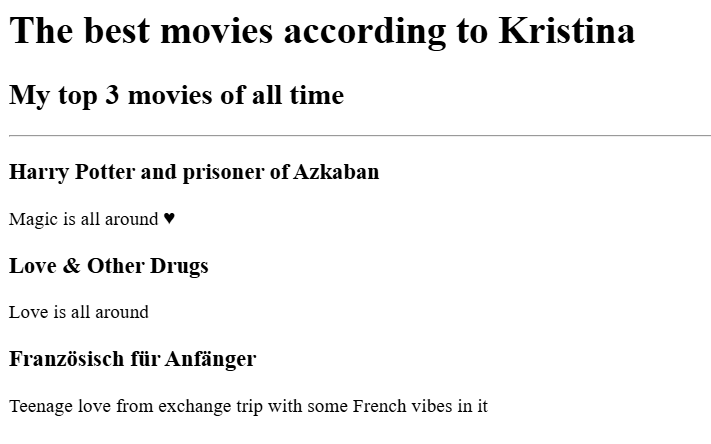 The best movies according to Kristina
My top 3 movies of all time
Harry Potter and prisoner of Azkaban
Magic is all around ♥
Love & Other Drugs
Love is all around
Französisch für Anfänger
Teenage love from exchange trip with some French vibes in it